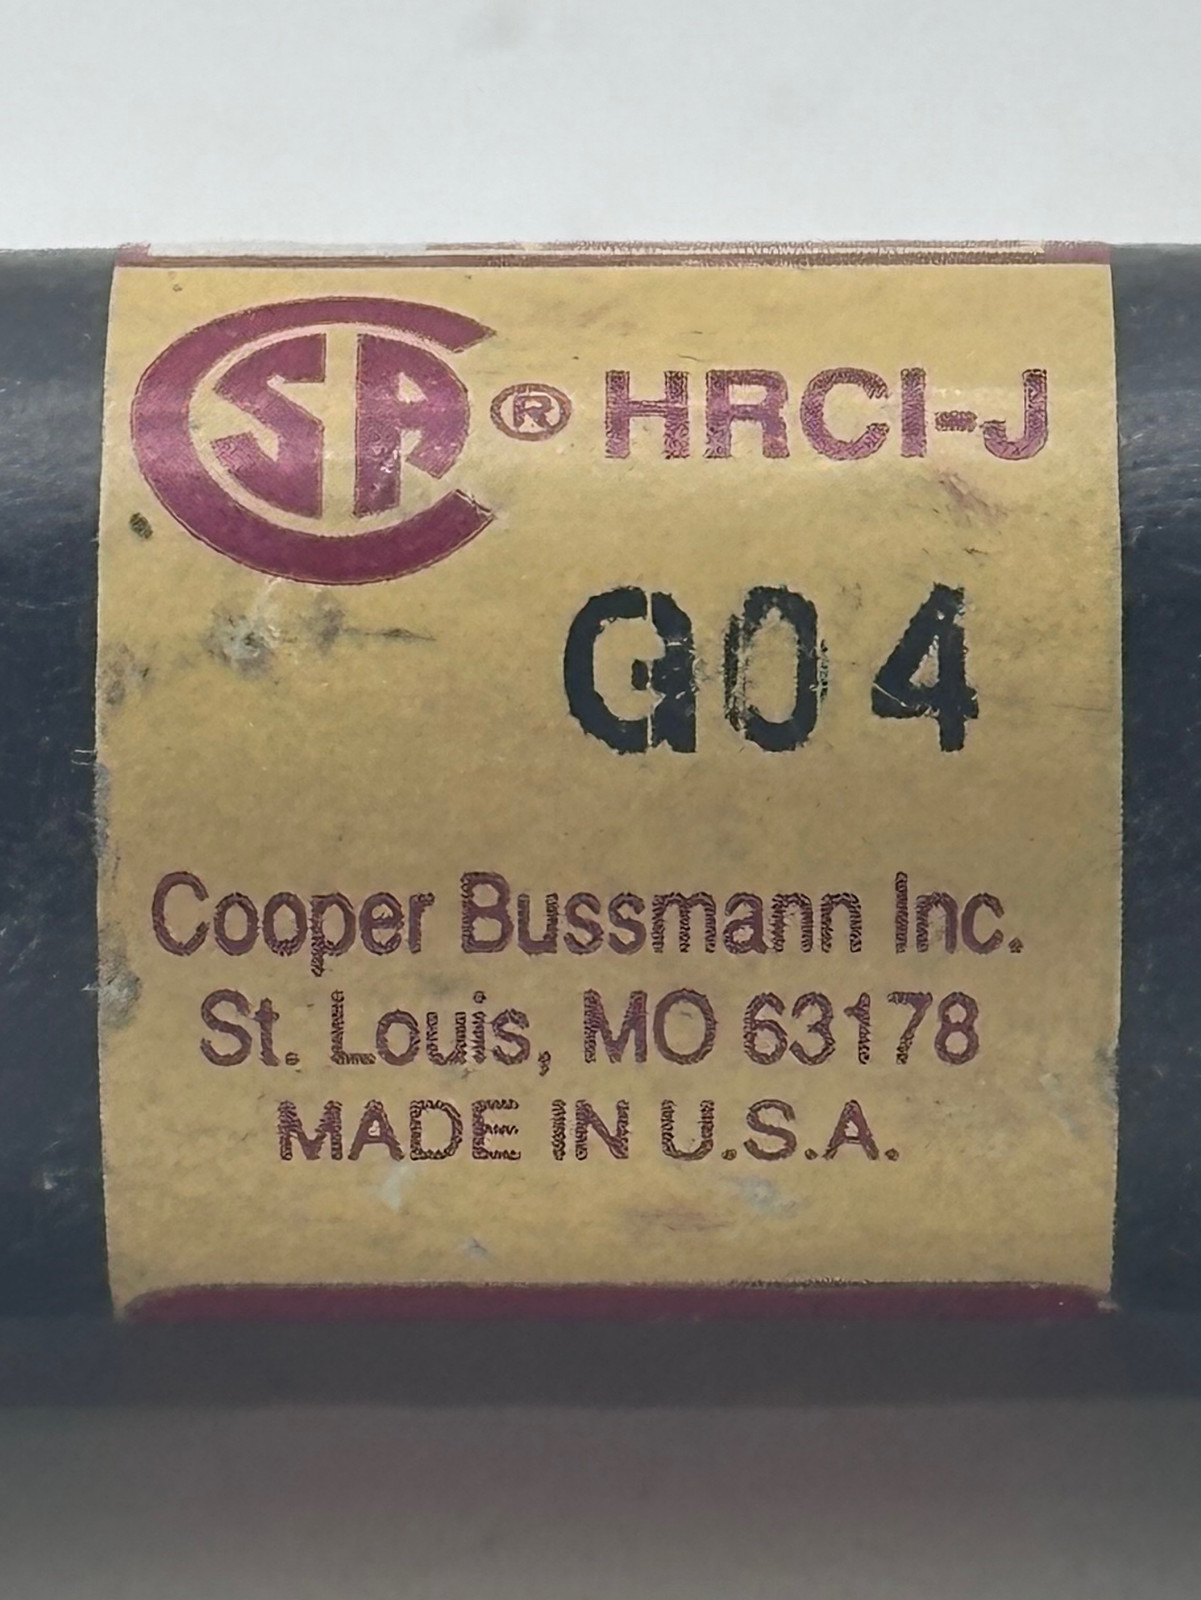 CSA ® HRCI-J
G04
Cooper Bussmann Inc.
St. Louis, MO 63178
MADE IN U.S.A.